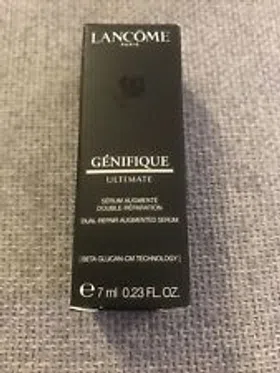 LANCÔME
PARIS
GÉNIFIQUE
ULTIMATE
SÉRUM AUGMENTÉ
DOUBLE RÉPARATION
DUAL REPAIR AUGMENTED SERUM
[BETA-GLUCAN-CM TECHNOLOGY]
℮ 7 ml 0.23 FL.OZ.